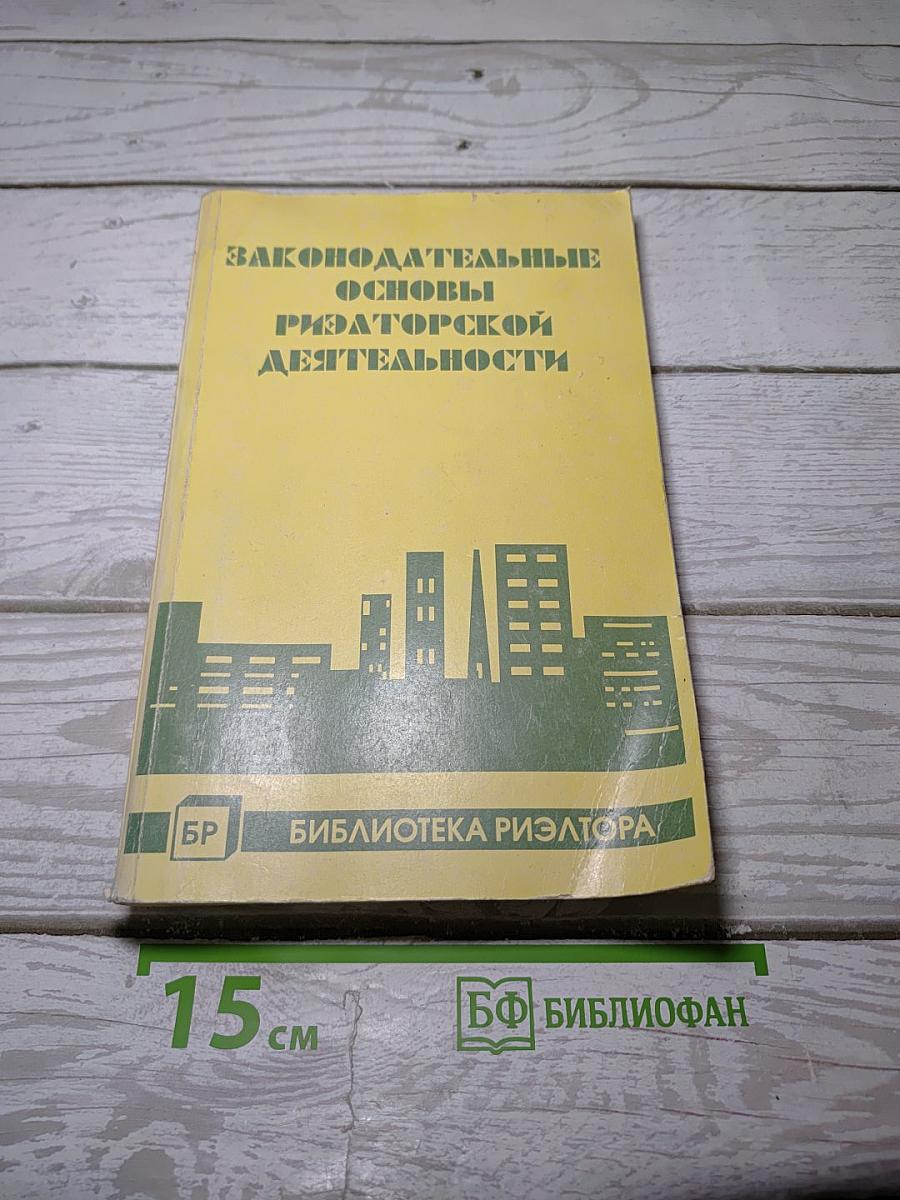 ЗАКОНОДАТЕЛЬНЫЕ
ОСНОВЫ
РИЭЛТОРСКОЙ
ДЕЯТЕЛЬНОСТИ
БР
БИБЛИОТЕКА РИЭЛТОРА
15 см
БФ БИБЛИОФАН